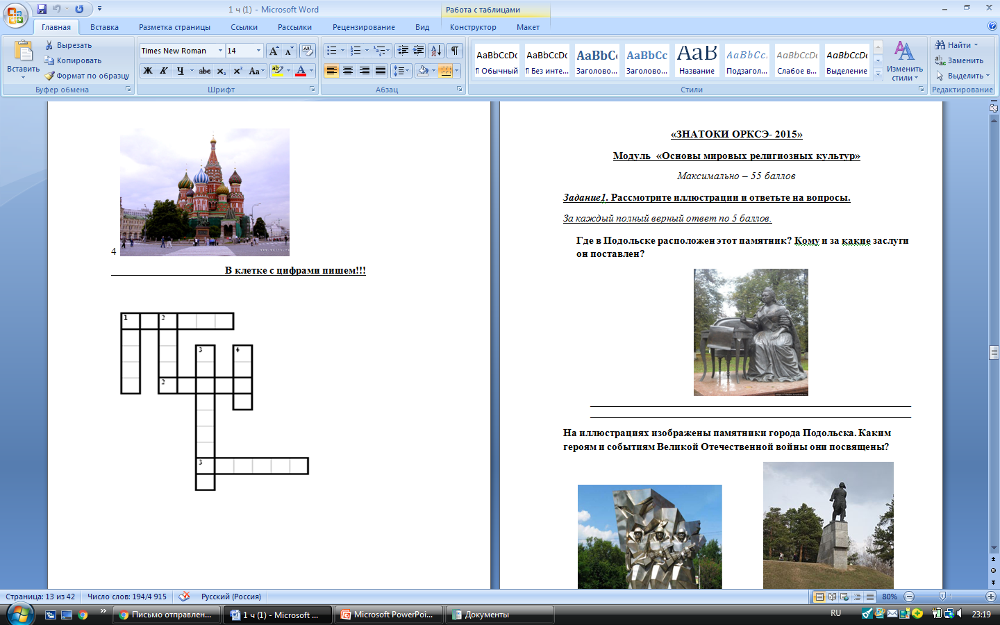 1 ч (1) - Microsoft Word
Работа с таблицами
Главная Вставка Разметка страницы Ссылки Рассылки Рецензирование Вид Конструктор Макет
Вставить
Вырезать
Копировать
Формат по образцу
Буфер обмена
Times New Roman 14
Ж К Ч abc x₂ x² Aa
Шрифт
Абзац
AaBbCcDc AaBbCcDc AaBbCc AaBbCc AaB AaBbCc. AaBbCcDc AaBbCcDc
¶ Обычный ¶ Без инте... Заголово... Заголово... Название Подзагол... Слабое в... Выделение
Стили
Изменить
стили
Найти
Заменить
Выделить
Редактирование
4
В клетке с цифрами пишем!!!
1 2
3 4
2
3
«ЗНАТОКИ ОРКСЭ- 2015»
Модуль «Основы мировых религиозных культур»
Максимально – 55 баллов
Задание1. Рассмотрите иллюстрации и ответьте на вопросы.
За каждый полный верный ответ по 5 баллов.
Где в Подольске расположен этот памятник? Кому и за какие заслуги
он поставлен?
На иллюстрациях изображены памятники города Подольска. Каким
героям и событиям Великой Отечественной войны они посвящены?
Страница: 13 из 42 Число слов: 194/4 915 Русский (Россия) 80%
Письмо отправлен... 1 ч (1) - Microsoft ... Microsoft PowerPoi... Документы RU 23:19